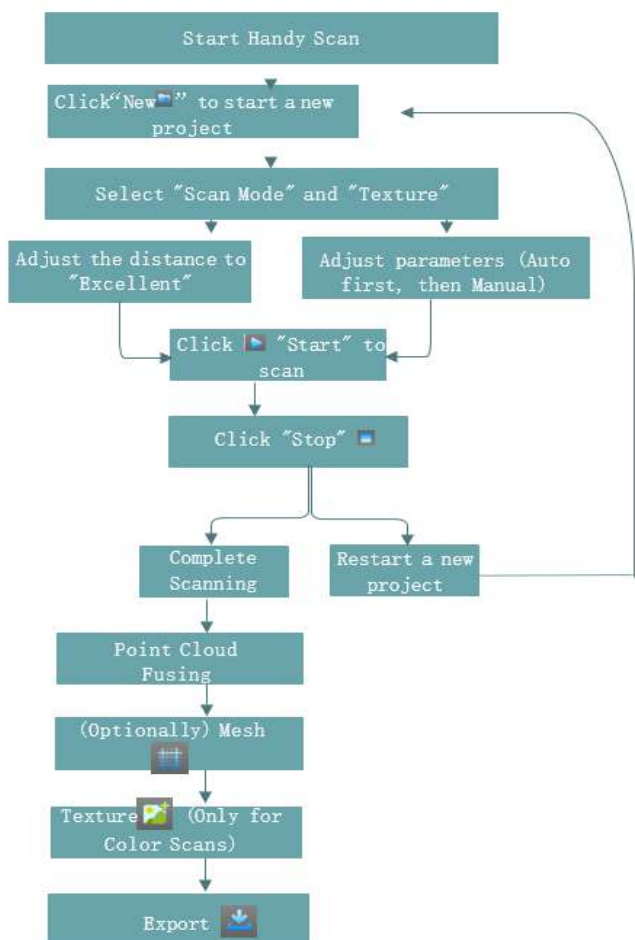 Start Handy Scan
Click“New ” to start a new
project
Select "Scan Mode" and "Texture"
Adjust the distance to
"Excellent"
Adjust parameters (Auto
first, then Manual)
Click "Start" to
scan
Click "Stop"
Complete
Scanning
Restart a new
project
Point Cloud
Fusing
(Optionally) Mesh
Texture (Only for
Color Scans)
Export